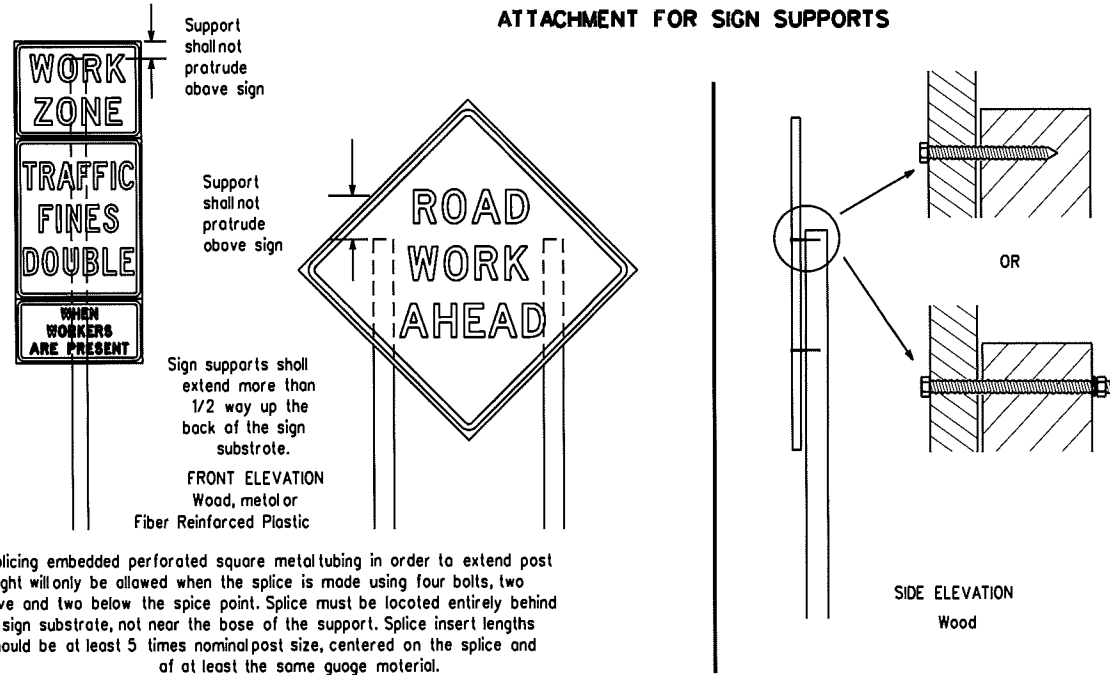 ATTACHMENT FOR SIGN SUPPORTS
Support
shall not
protrude
above sign
WORK
ZONE
TRAFFIC
FINES
DOUBLE
WHEN
WORKERS
ARE PRESENT
Support
shall not
protrude
above sign
ROAD
WORK
AHEAD
Sign supports shall
extend more than
1/2 way up the
back of the sign
substrate.
FRONT ELEVATION
Wood, metal or
Fiber Reinforced Plastic
OR
SIDE ELEVATION
Wood
plicing embedded perforated square metal tubing in order to extend post
ght will only be allowed when the splice is made using four bolts, two
ve and two below the spice point. Splice must be located entirely behind
sign substrate, not near the base of the support. Splice insert lengths
ould be at least 5 times nominal post size, centered on the splice and
of at least the same guage material.